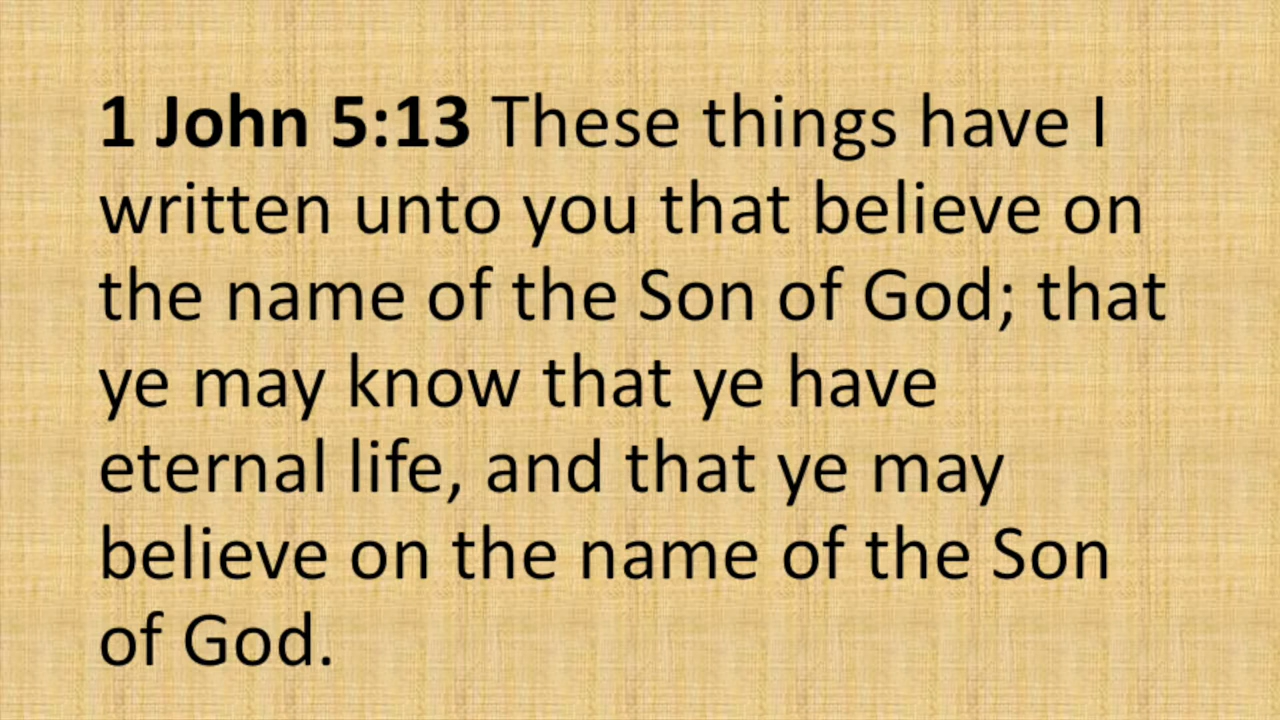 1 John 5:13 These things have I
written unto you that believe on
the name of the Son of God; that
ye may know that ye have
eternal life, and that ye may
believe on the name of the Son
of God.